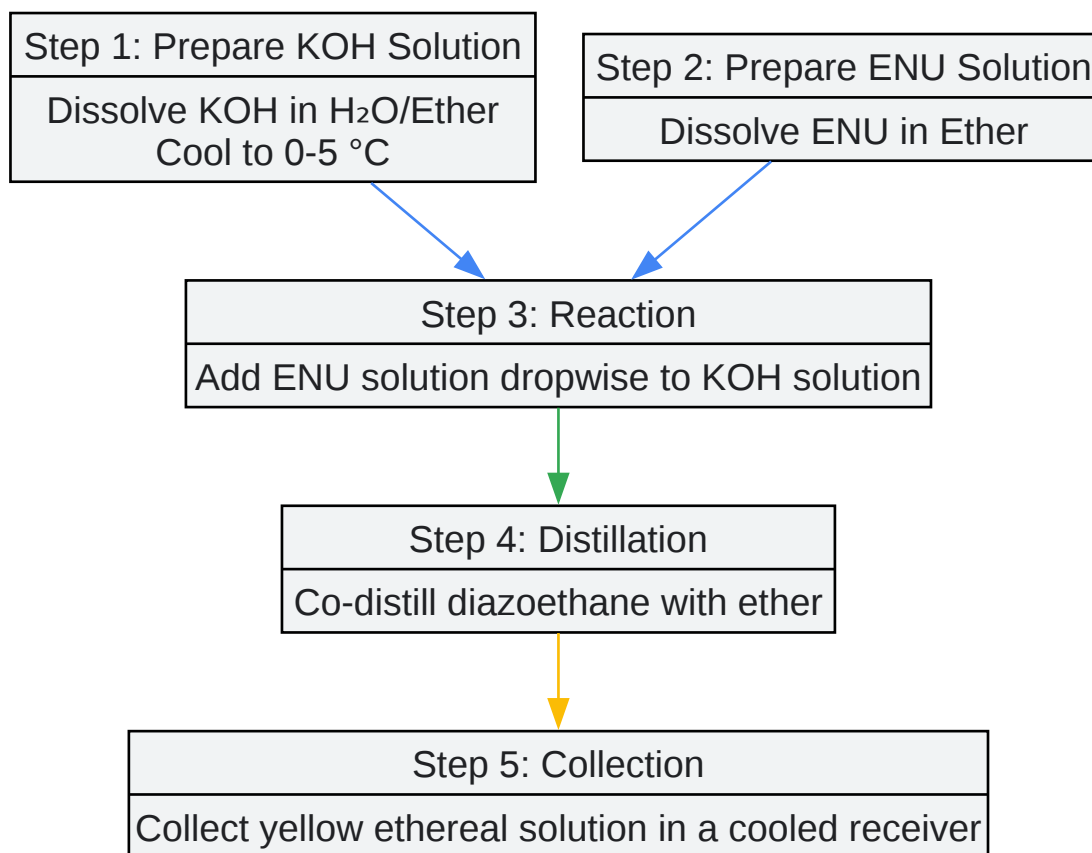 Step 1: Prepare KOH Solution
Dissolve KOH in H₂O/Ether
Cool to 0-5 °C
Step 2: Prepare ENU Solution
Dissolve ENU in Ether
Step 3: Reaction
Add ENU solution dropwise to KOH solution
Step 4: Distillation
Co-distill diazoethane with ether
Step 5: Collection
Collect yellow ethereal solution in a cooled receiver